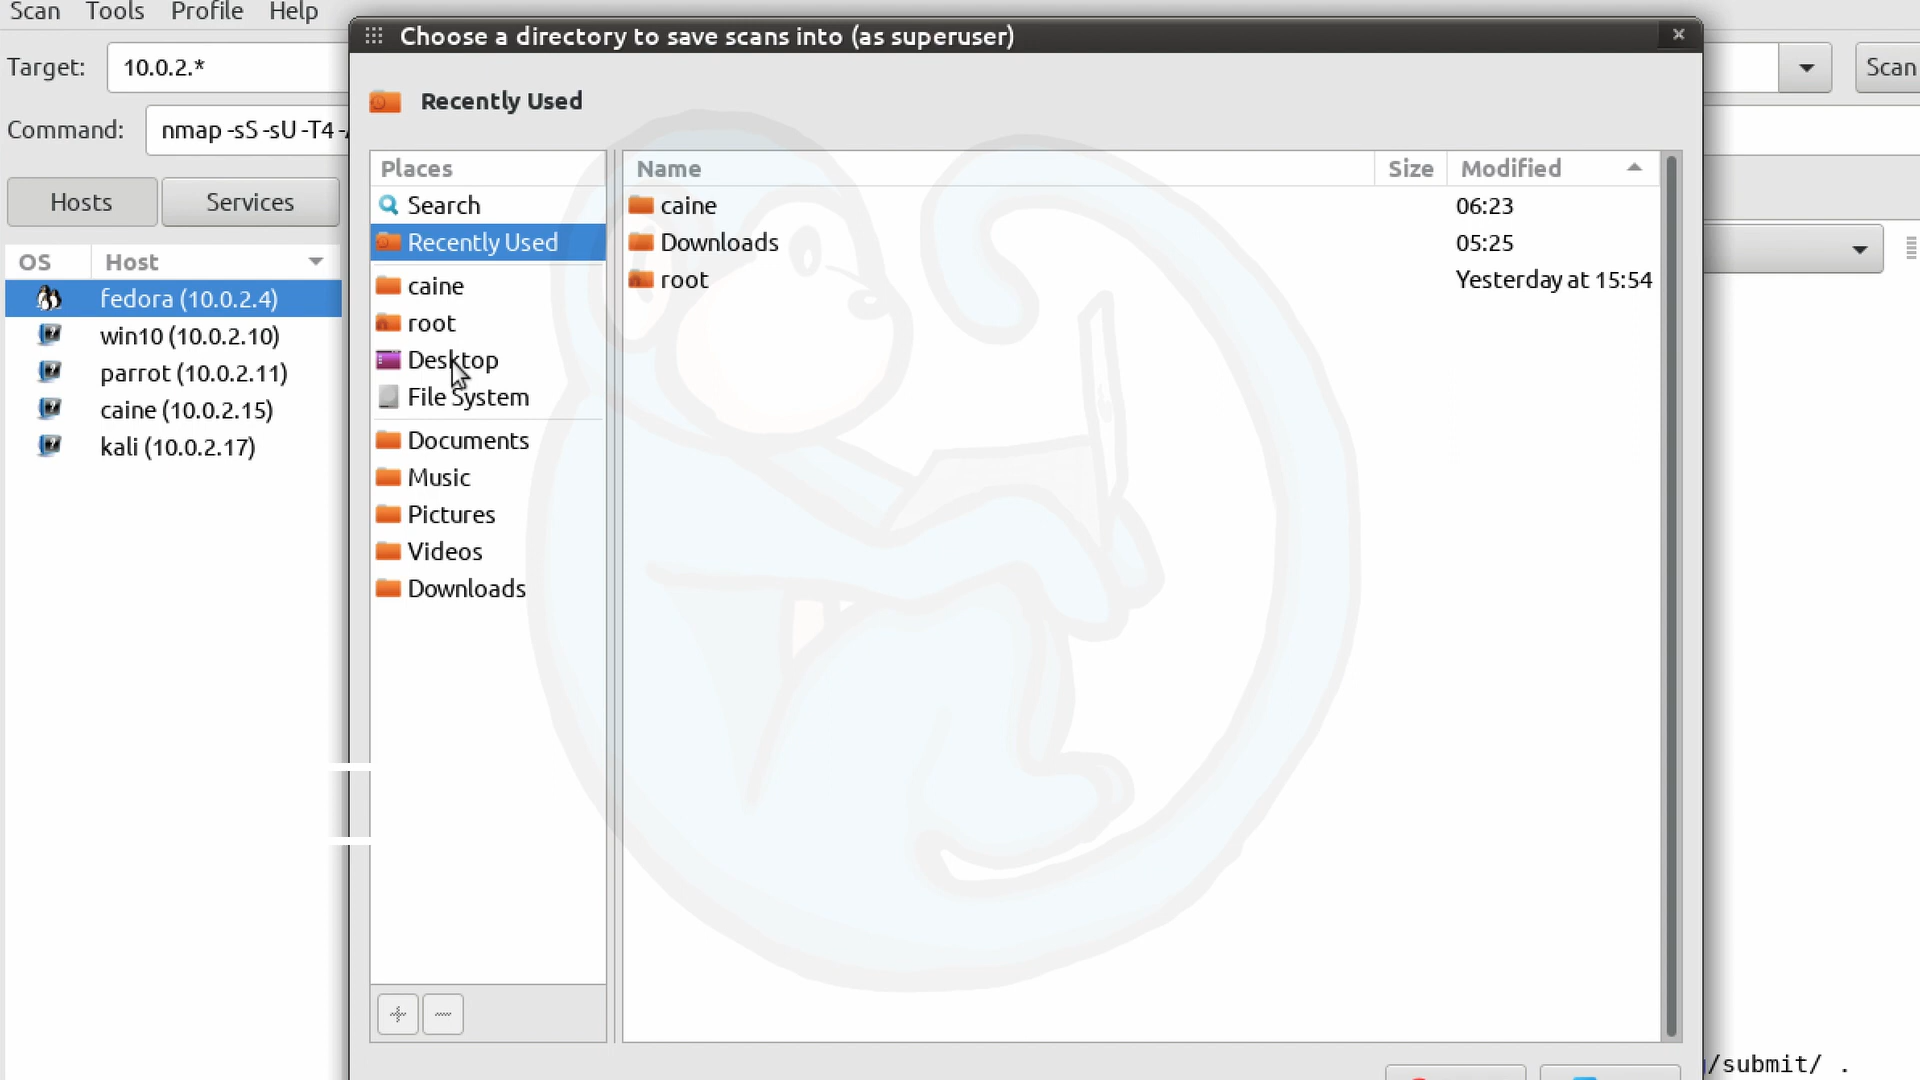 Scan Tools Profile Help
Choose a directory to save scans into (as superuser)
Target: 10.0.2.*
Scan
Command: nmap -sS -sU -T4 -
Recently Used
Hosts Services
OS Host
fedora (10.0.2.4)
win10 (10.0.2.10)
parrot (10.0.2.11)
caine (10.0.2.15)
kali (10.0.2.17)
Places
Search
Recently Used
caine
root
Desktop
File System
Documents
Music
Pictures
Videos
Downloads
Name Size Modified
caine 06:23
Downloads 05:25
root Yesterday at 15:54
/submit/ .